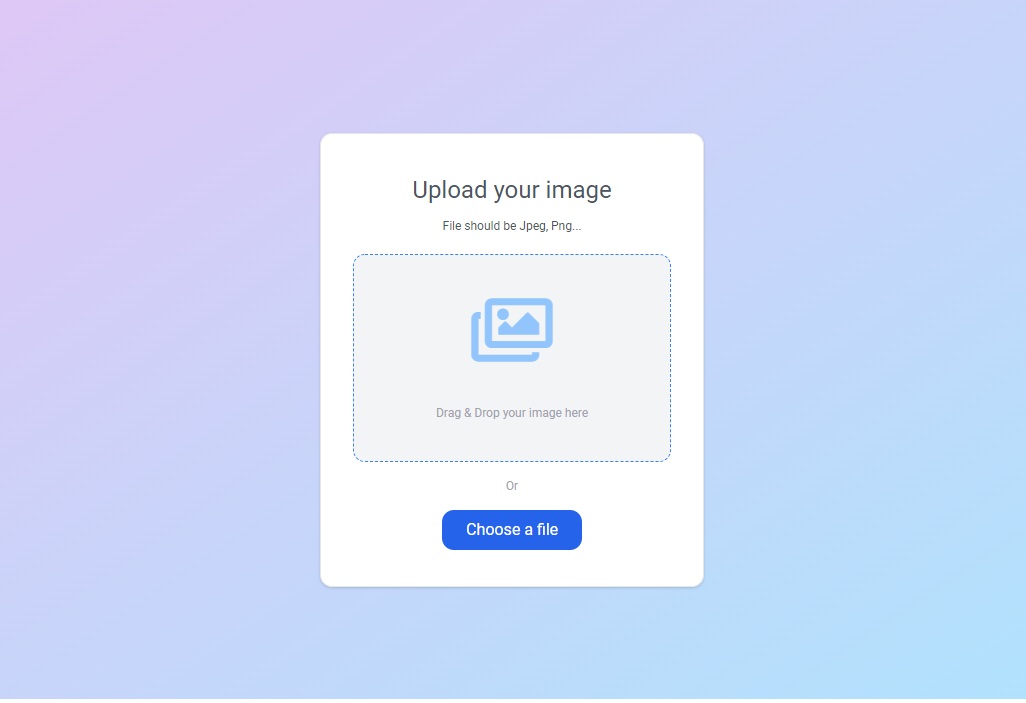 Upload your image
File should be Jpeg, Png...
Drag & Drop your image here
Or
Choose a file